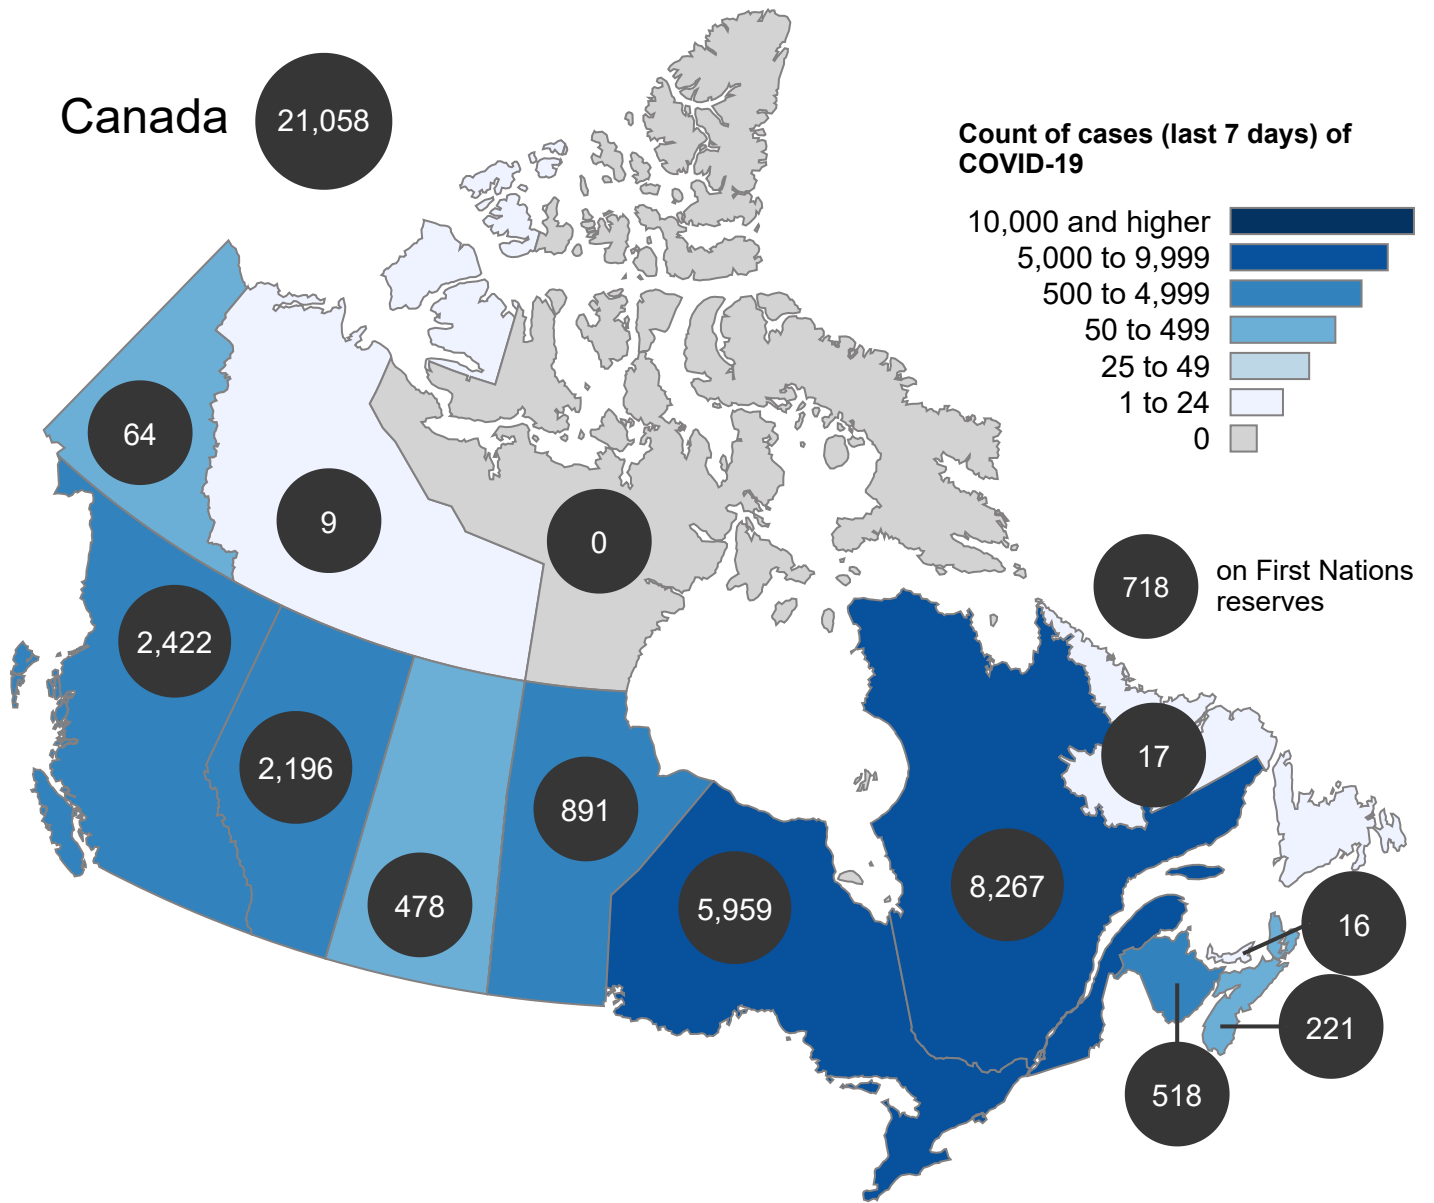 Canada
21,058
Count of cases (last 7 days) of
COVID-19
10,000 and higher
5,000 to 9,999
500 to 4,999
50 to 499
25 to 49
1 to 24
0
64
9
0
718
on First Nations
reserves
2,422
2,196
891
17
478
5,959
8,267
16
221
518